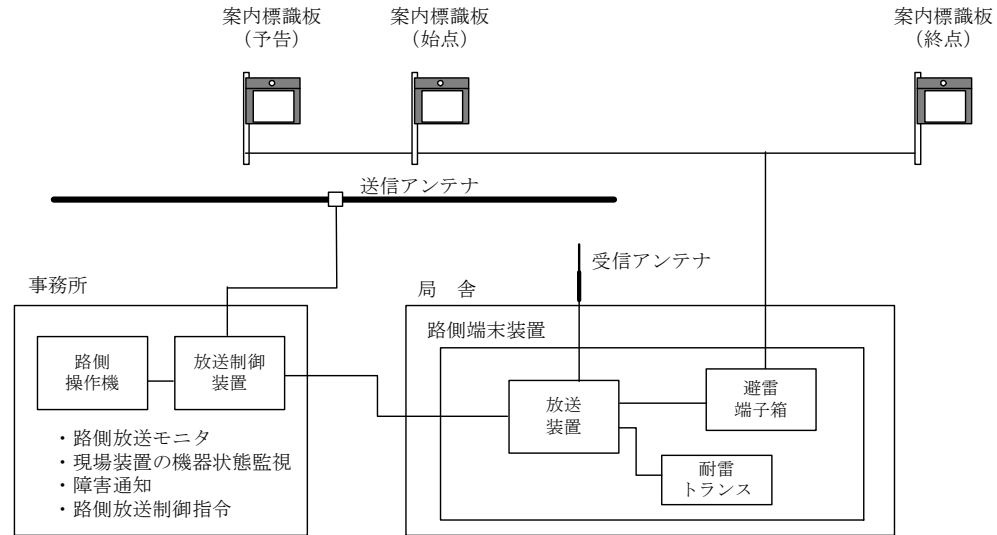 案内標識板
（予告）
案内標識板
（始点）
案内標識板
（終点）
送信アンテナ
受信アンテナ
事務所
局　舎
路側端末装置
路側
操作機
放送制御
装置
放送
装置
避雷
端子箱
耐雷
トランス
・路側放送モニタ
・現場装置の機器状態監視
・障害通知
・路側放送制御指令